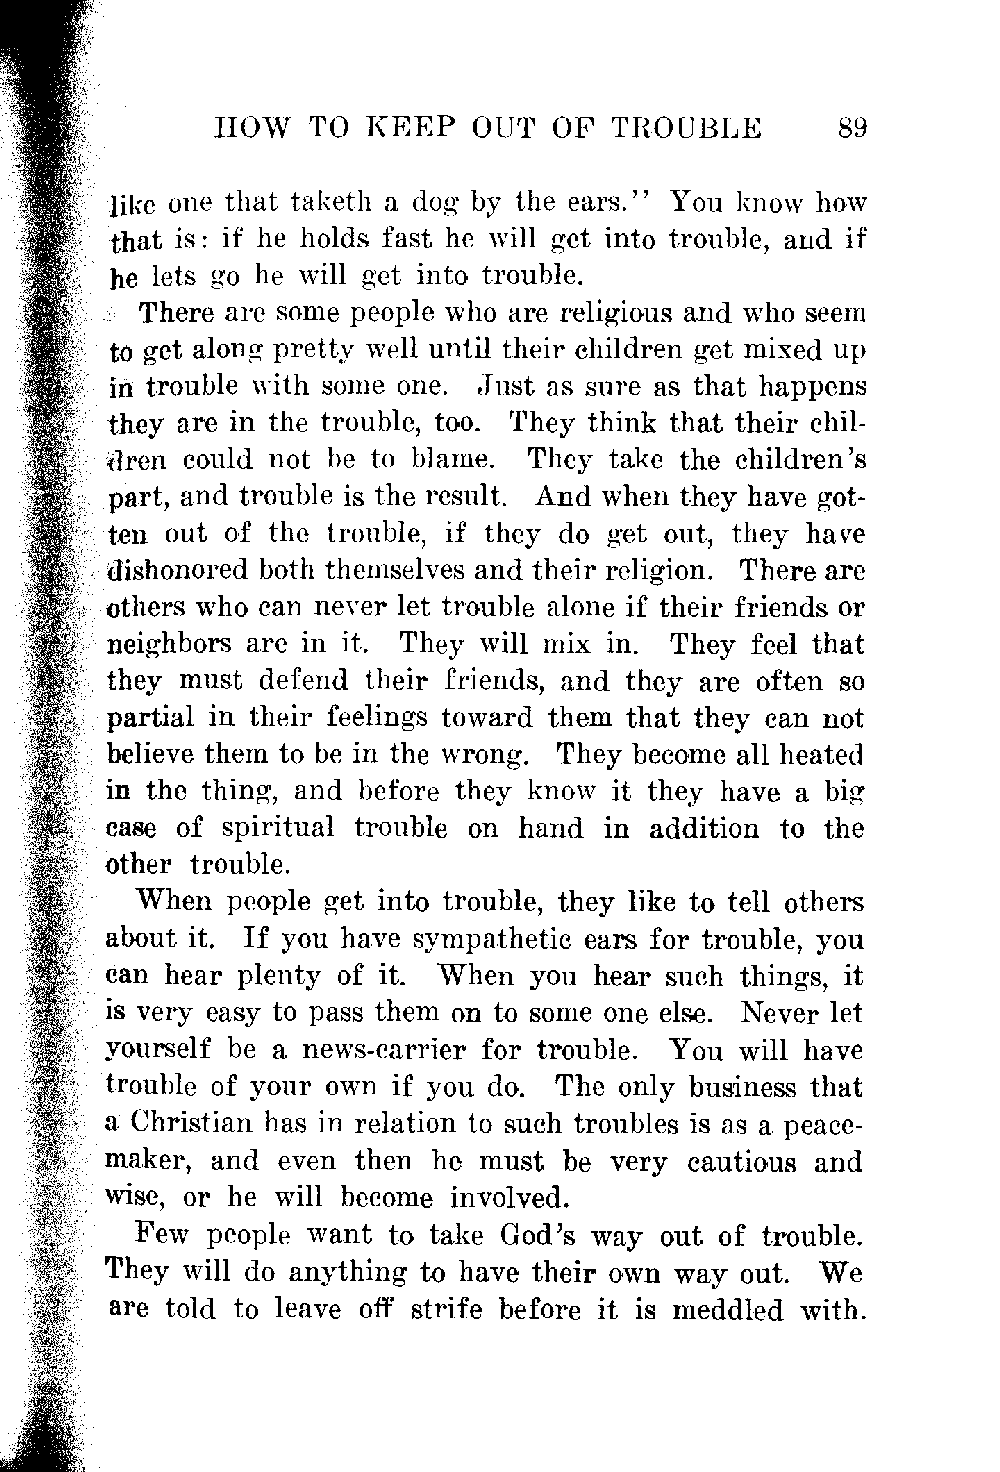 HOW TO KEEP OUT OF TROUBLE 89
like one that taketh a dog by the ears.'' You know how
that is: if he holds fast he will get into trouble, and if
he lets go he will get into trouble.
There are some people who are religious and who seem
to get along pretty well until their children get mixed up
in trouble with some one. Just as sure as that happens
they are in the trouble, too. They think that their chil-
dren could not be to blame. They take the children's
part, and trouble is the result. And when they have got-
ten out of the trouble, if they do get out, they have
dishonored both themselves and their religion. There are
others who can never let trouble alone if their friends or
neighbors are in it. They will mix in. They feel that
they must defend their friends, and they are often so
partial in their feelings toward them that they can not
believe them to be in the wrong. They become all heated
in the thing, and before they know it they have a big
case of spiritual trouble on hand in addition to the
other trouble.
When people get into trouble, they like to tell others
about it. If you have sympathetic ears for trouble, you
can hear plenty of it. When you hear such things, it
is very easy to pass them on to some one else. Never let
yourself be a news-carrier for trouble. You will have
trouble of your own if you do. The only business that
a Christian has in relation to such troubles is as a peace-
maker, and even then he must be very cautious and
wise, or he will become involved.
Few people want to take God's way out of trouble.
They will do anything to have their own way out. We
are told to leave off strife before it is meddled with.